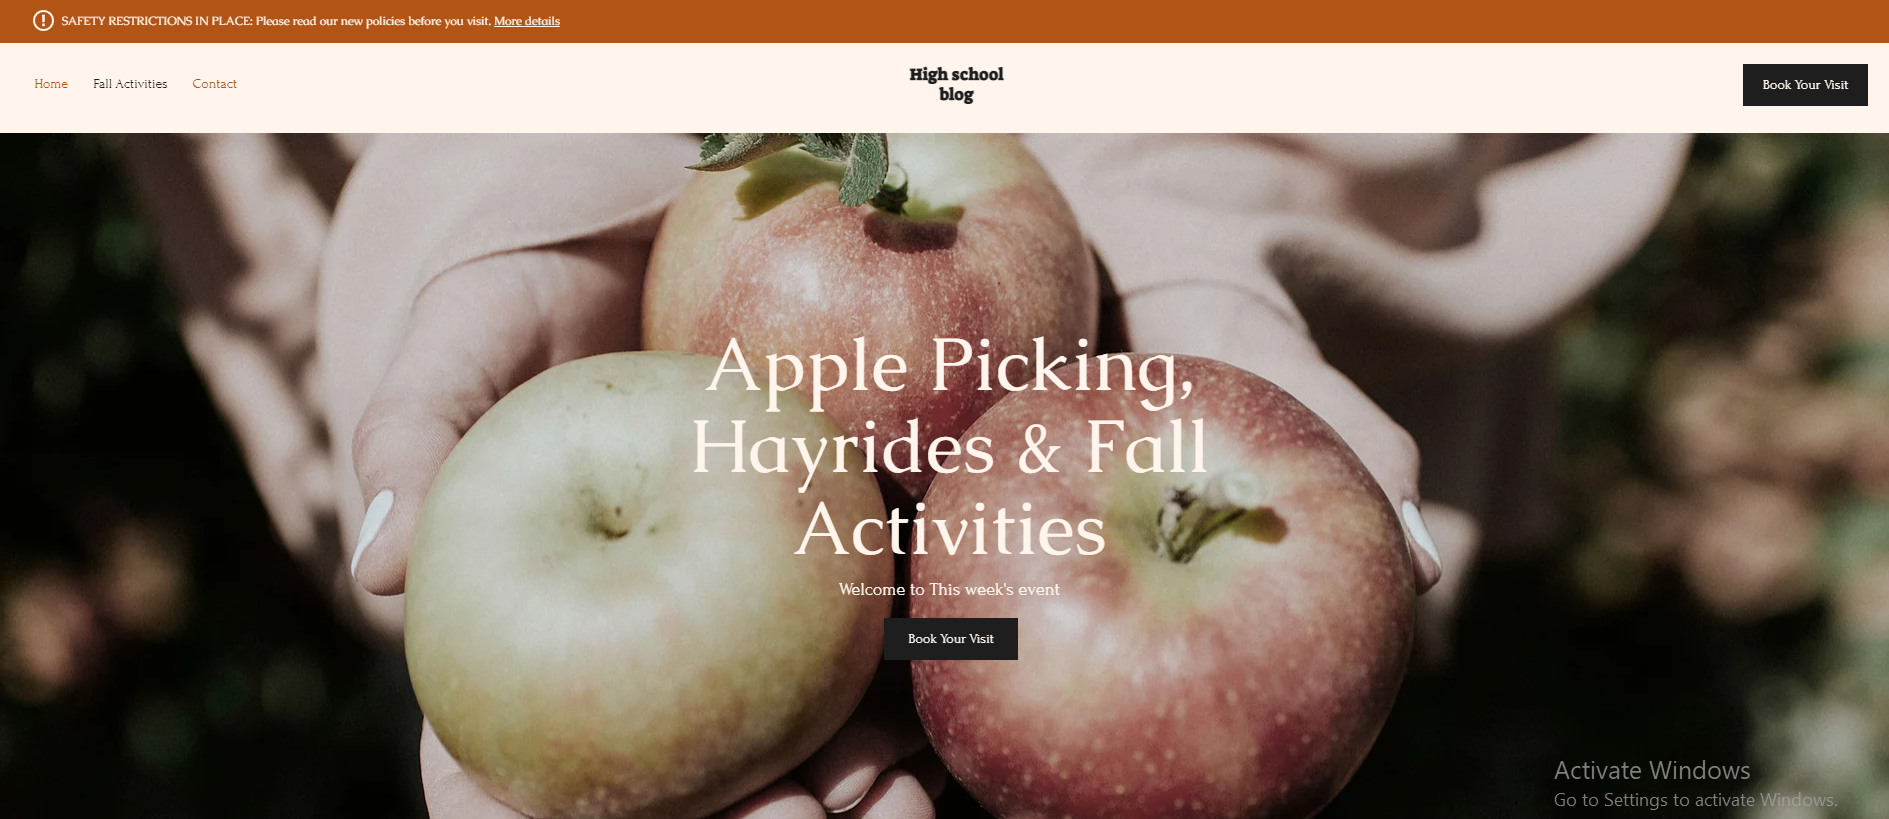 SAFETY RESTRICTIONS IN PLACE: Please read our new policies before you visit. More details
Home Fall Activities Contact
High school
blog
Book Your Visit
Apple Picking,
Hayrides & Fall
Activities
Welcome to This week's event
Book Your Visit
Activate Windows
Go to Settings to activate Windows.